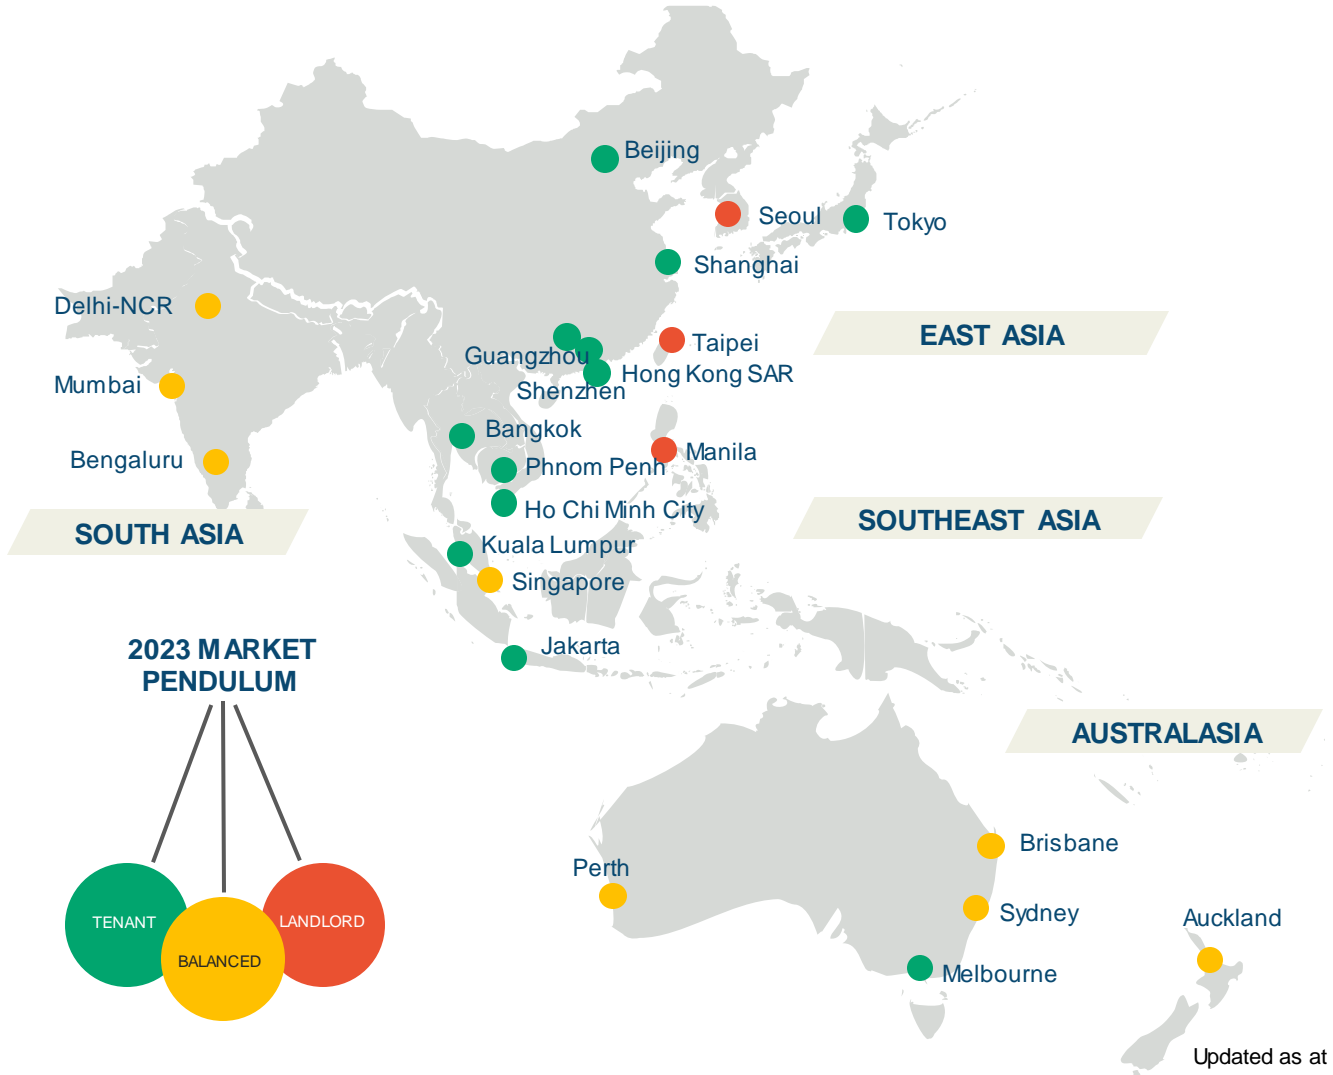 Beijing
Seoul
Tokyo
Shanghai
Delhi-NCR
EAST ASIA
Taipei
Guangzhou
Hong Kong SAR
Mumbai
Shenzhen
Bangkok
Manila
Bengaluru
Phnom Penh
Ho Chi Minh City
SOUTHEAST ASIA
SOUTH ASIA
Kuala Lumpur
Singapore
Jakarta
2023 MARKET
PENDULUM
AUSTRALASIA
Brisbane
Perth
Sydney
Auckland
TENANT
LANDLORD
BALANCED
Melbourne
Updated as at